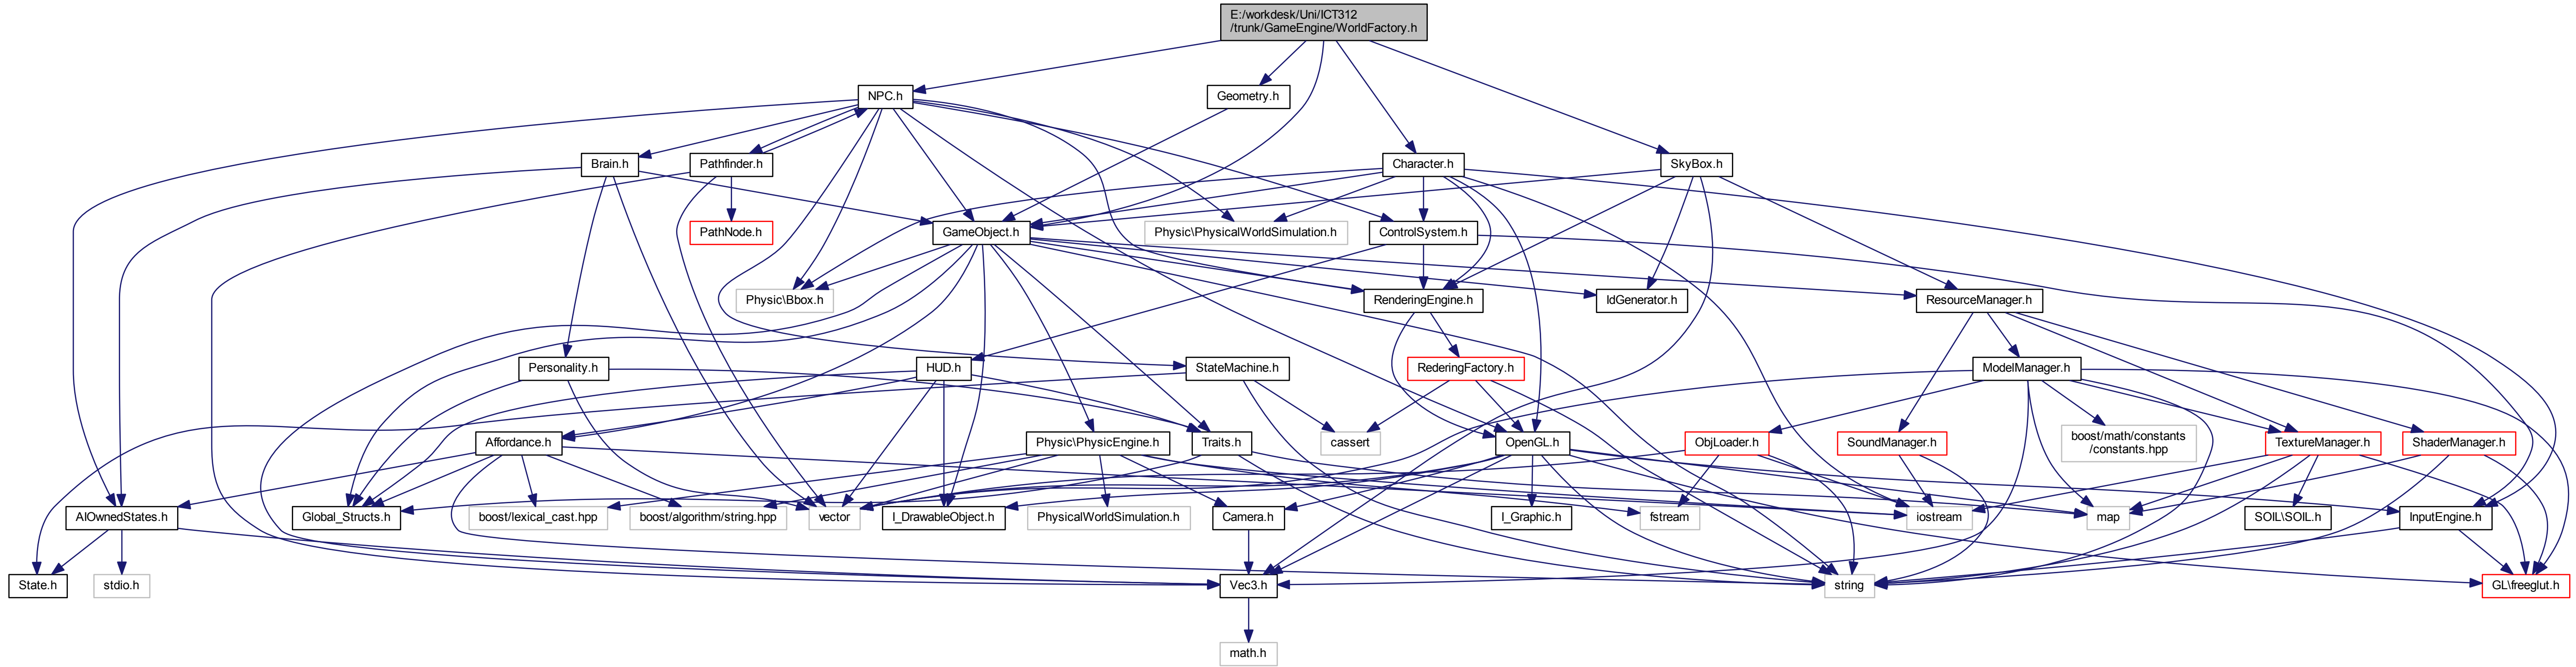 E:/workdesk/Uni/ICT312
/trunk/GameEngine/WorldFactory.h
NPC.h
Geometry.h
Brain.h
Pathfinder.h
Character.h
SkyBox.h
PathNode.h
GameObject.h
Physic\PhysicalWorldSimulation.h
ControlSystem.h
Physic\Bbox.h
RenderingEngine.h
IdGenerator.h
ResourceManager.h
Personality.h
HUD.h
StateMachine.h
RederingFactory.h
ModelManager.h
Affordance.h
Physic\PhysicEngine.h
Traits.h
cassert
OpenGL.h
ObjLoader.h
SoundManager.h
boost/math/constants
/constants.hpp
TextureManager.h
ShaderManager.h
AIOwnedStates.h
Global_Structs.h
boost/lexical_cast.hpp
boost/algorithm/string.hpp
vector
I_DrawableObject.h
PhysicalWorldSimulation.h
Camera.h
I_Graphic.h
fstream
iostream
map
SOIL\SOIL.h
InputEngine.h
State.h
stdio.h
Vec3.h
string
GL\freeglut.h
math.h